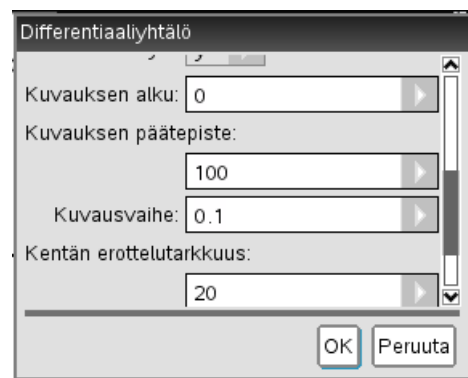 Differentiaaliyhtälö
Kuvauksen alku: 0
Kuvauksen päätepiste:
100
Kuvausvaihe: 0.1
Kentän erottelutarkkuus:
20
OK Peruuta